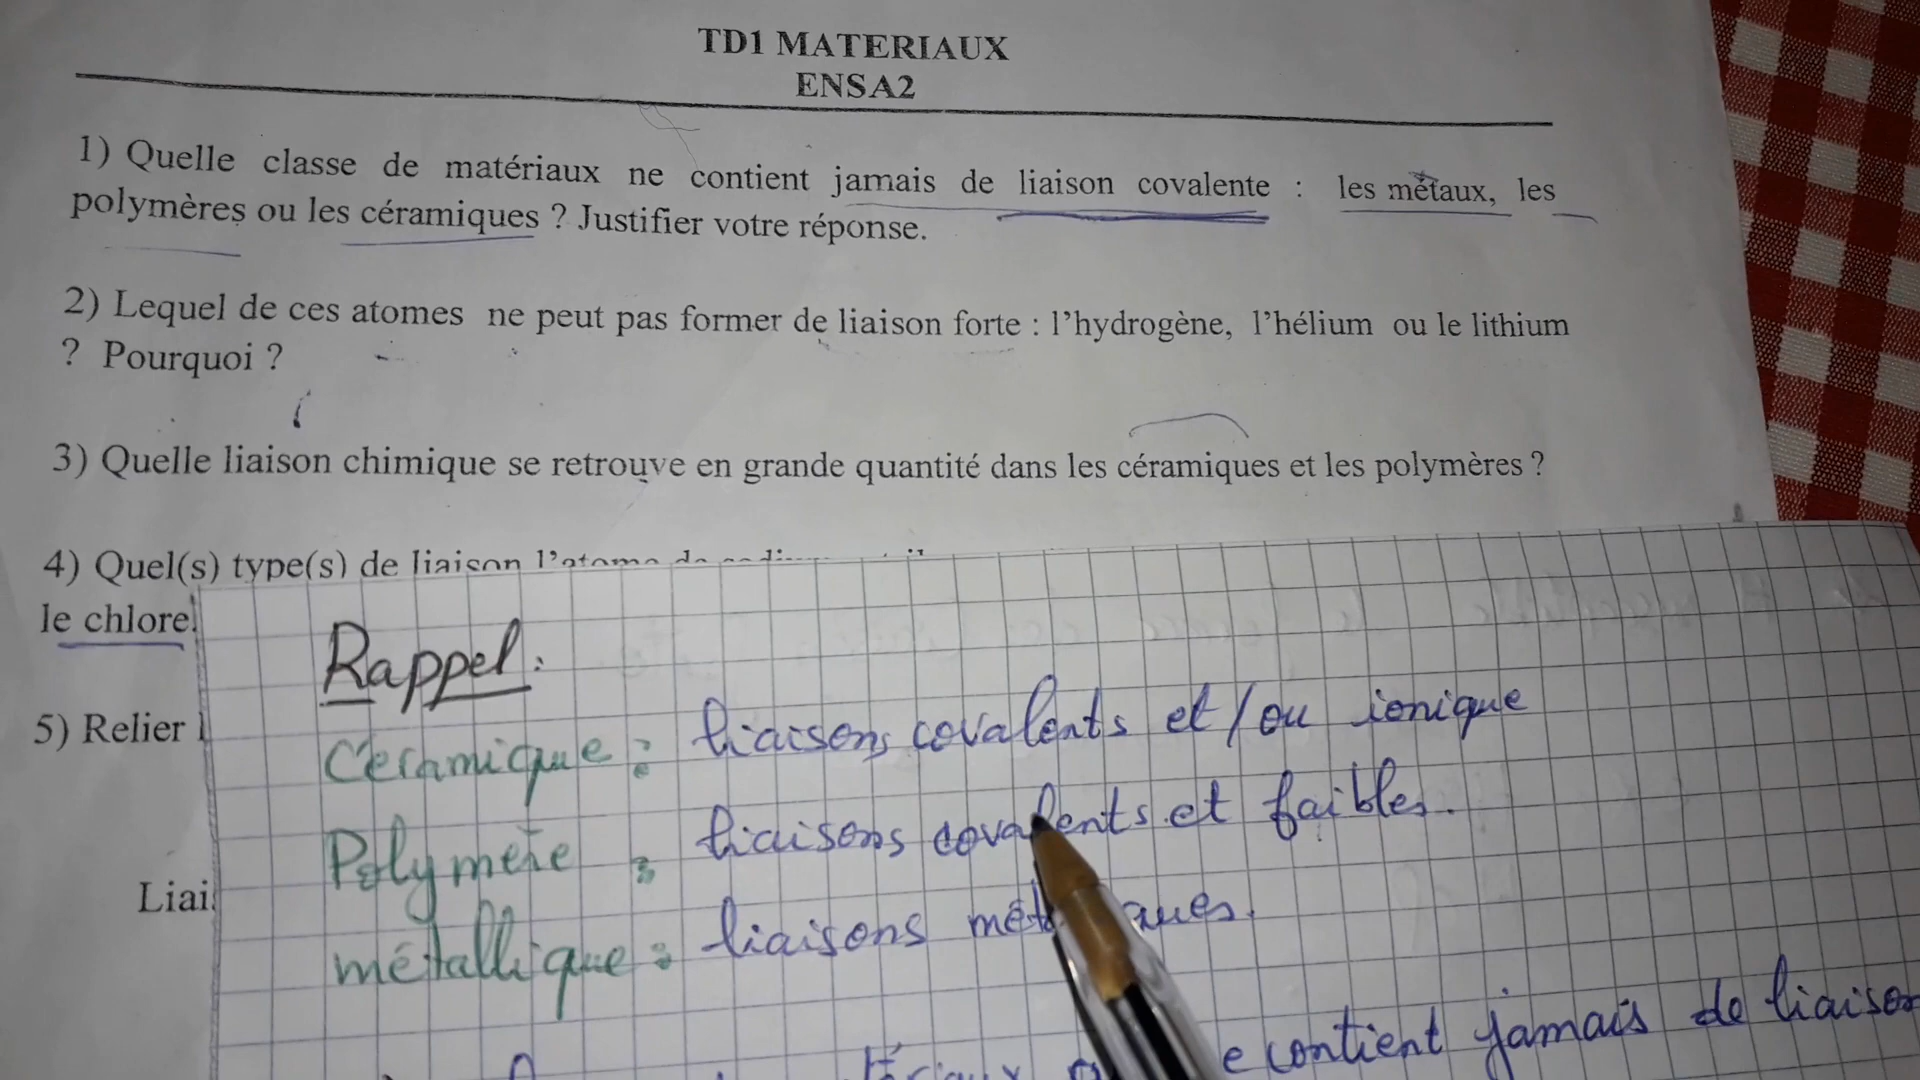 TD1 MATERIAUX
ENSA2
1) Quelle classe de matériaux ne contient jamais de liaison covalente : les métaux, les
polymères ou les céramiques ? Justifier votre réponse.
2) Lequel de ces atomes ne peut pas former de liaison forte : l'hydrogène, l'hélium ou le lithium
? Pourquoi ?
3) Quelle liaison chimique se retrouve en grande quantité dans les céramiques et les polymères ?
4) Quel(s) type(s) de liaison l'atome de
le chlore
5) Relier
Liai
Rappel:
Céramique : liaisons covalents et/ou ionique
Polymère : liaisons covalents et faibles.
métallique : liaisons
contient jamais de liaison